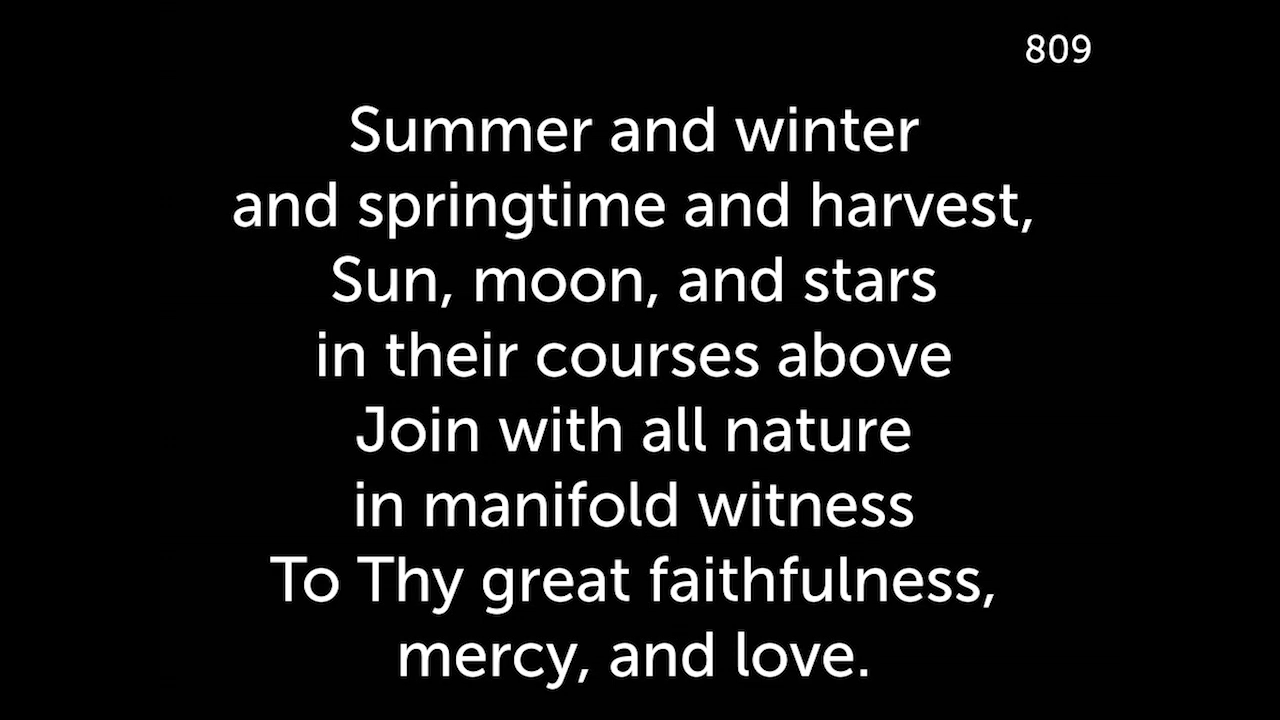 809
Summer and winter
and springtime and harvest,
Sun, moon, and stars
in their courses above
Join with all nature
in manifold witness
To Thy great faithfulness,
mercy, and love.